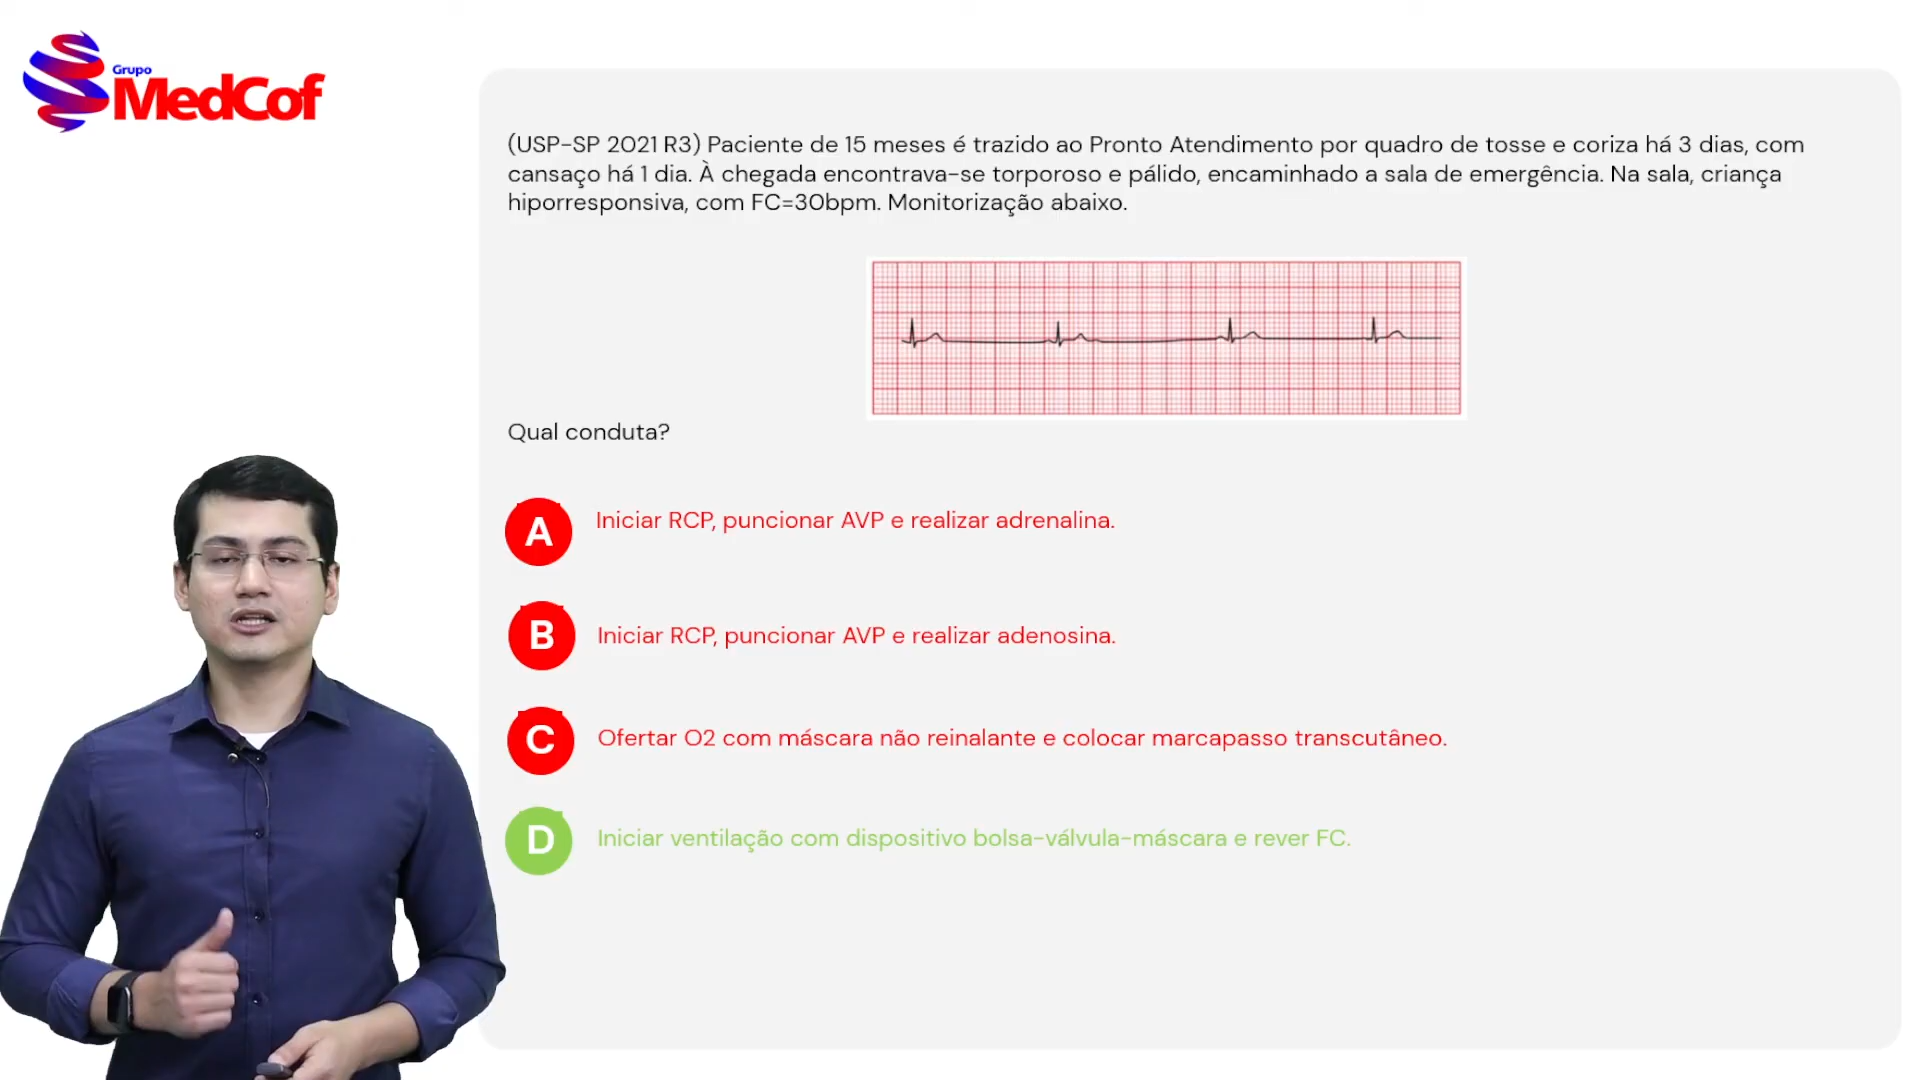 Grupo
MedCof
(USP-SP 2021 R3) Paciente de 15 meses é trazido ao Pronto Atendimento por quadro de tosse e coriza há 3 dias, com
cansaço há 1 dia. À chegada encontrava-se torporoso e pálido, encaminhado a sala de emergência. Na sala, criança
hiporresponsiva, com FC=30bpm. Monitorização abaixo.
Qual conduta?
A Iniciar RCP, puncionar AVP e realizar adrenalina.
B Iniciar RCP, puncionar AVP e realizar adenosina.
C Ofertar O2 com máscara não reinalante e colocar marcapasso transcutâneo.
D Iniciar ventilação com dispositivo bolsa-válvula-máscara e rever FC.